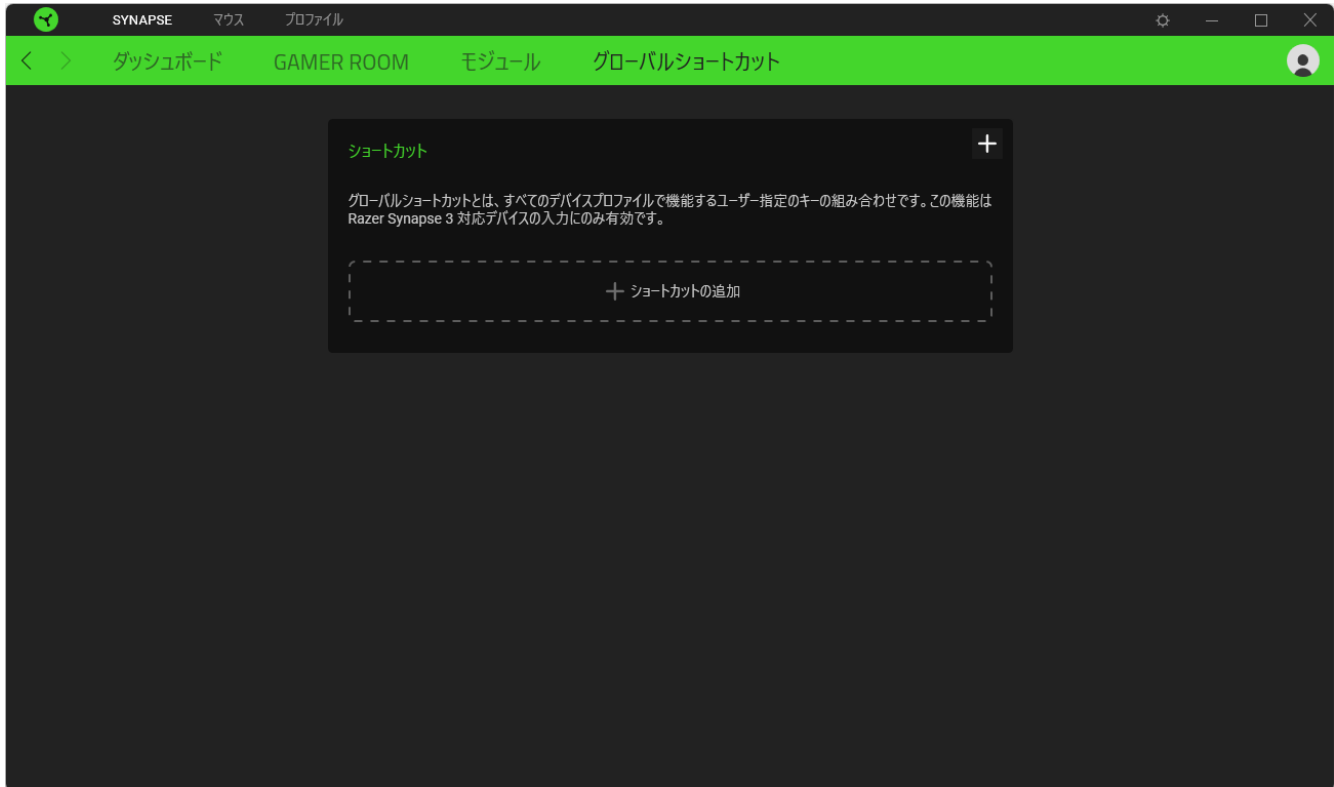 SYNAPSE マウス プロファイル
ダッシュボード GAMER ROOM モジュール グローバルショートカット
ショートカット
グローバルショートカットとは、すべてのデバイスプロファイルで機能するユーザー指定のキーの組み合わせです。この機能は
Razer Synapse 3 対応デバイスの入力にのみ有効です。
ショートカットの追加